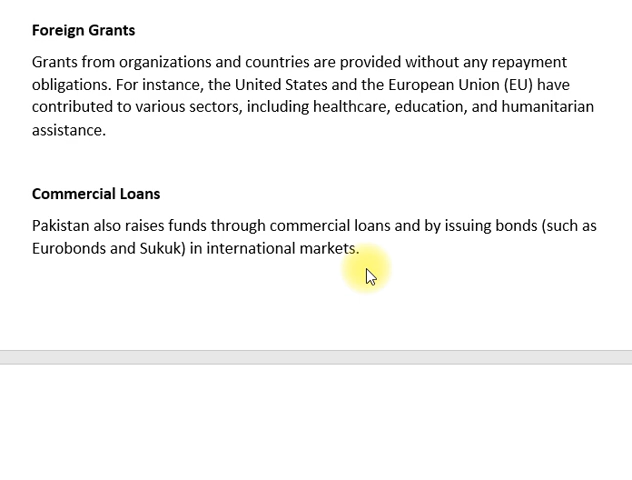 Foreign Grants
Grants from organizations and countries are provided without any repayment
obligations. For instance, the United States and the European Union (EU) have
contributed to various sectors, including healthcare, education, and humanitarian
assistance.
Commercial Loans
Pakistan also raises funds through commercial loans and by issuing bonds (such as
Eurobonds and Sukuk) in international markets.